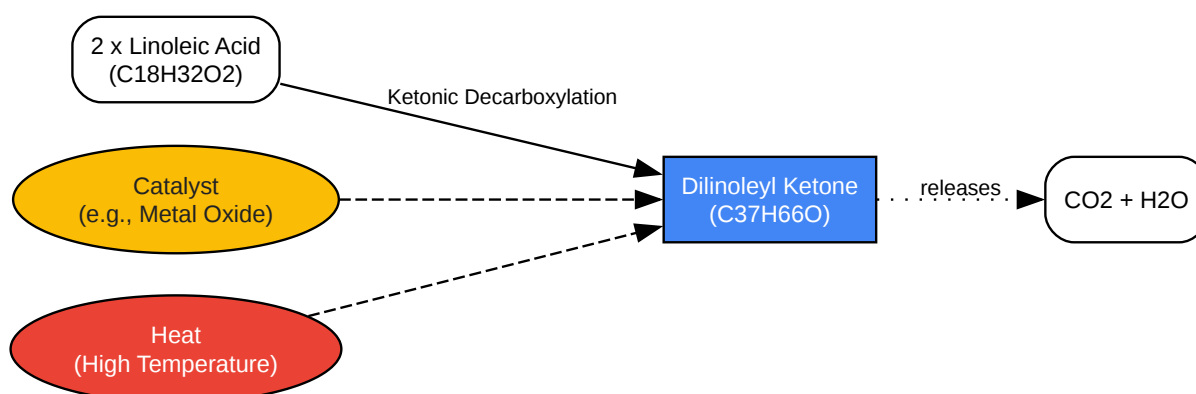 2 x Linoleic Acid
(C18H32O2)
Ketonic Decarboxylation
Catalyst
(e.g., Metal Oxide)
Dilinoleyl Ketone
(C37H66O)
releases
CO2 + H2O
Heat
(High Temperature)